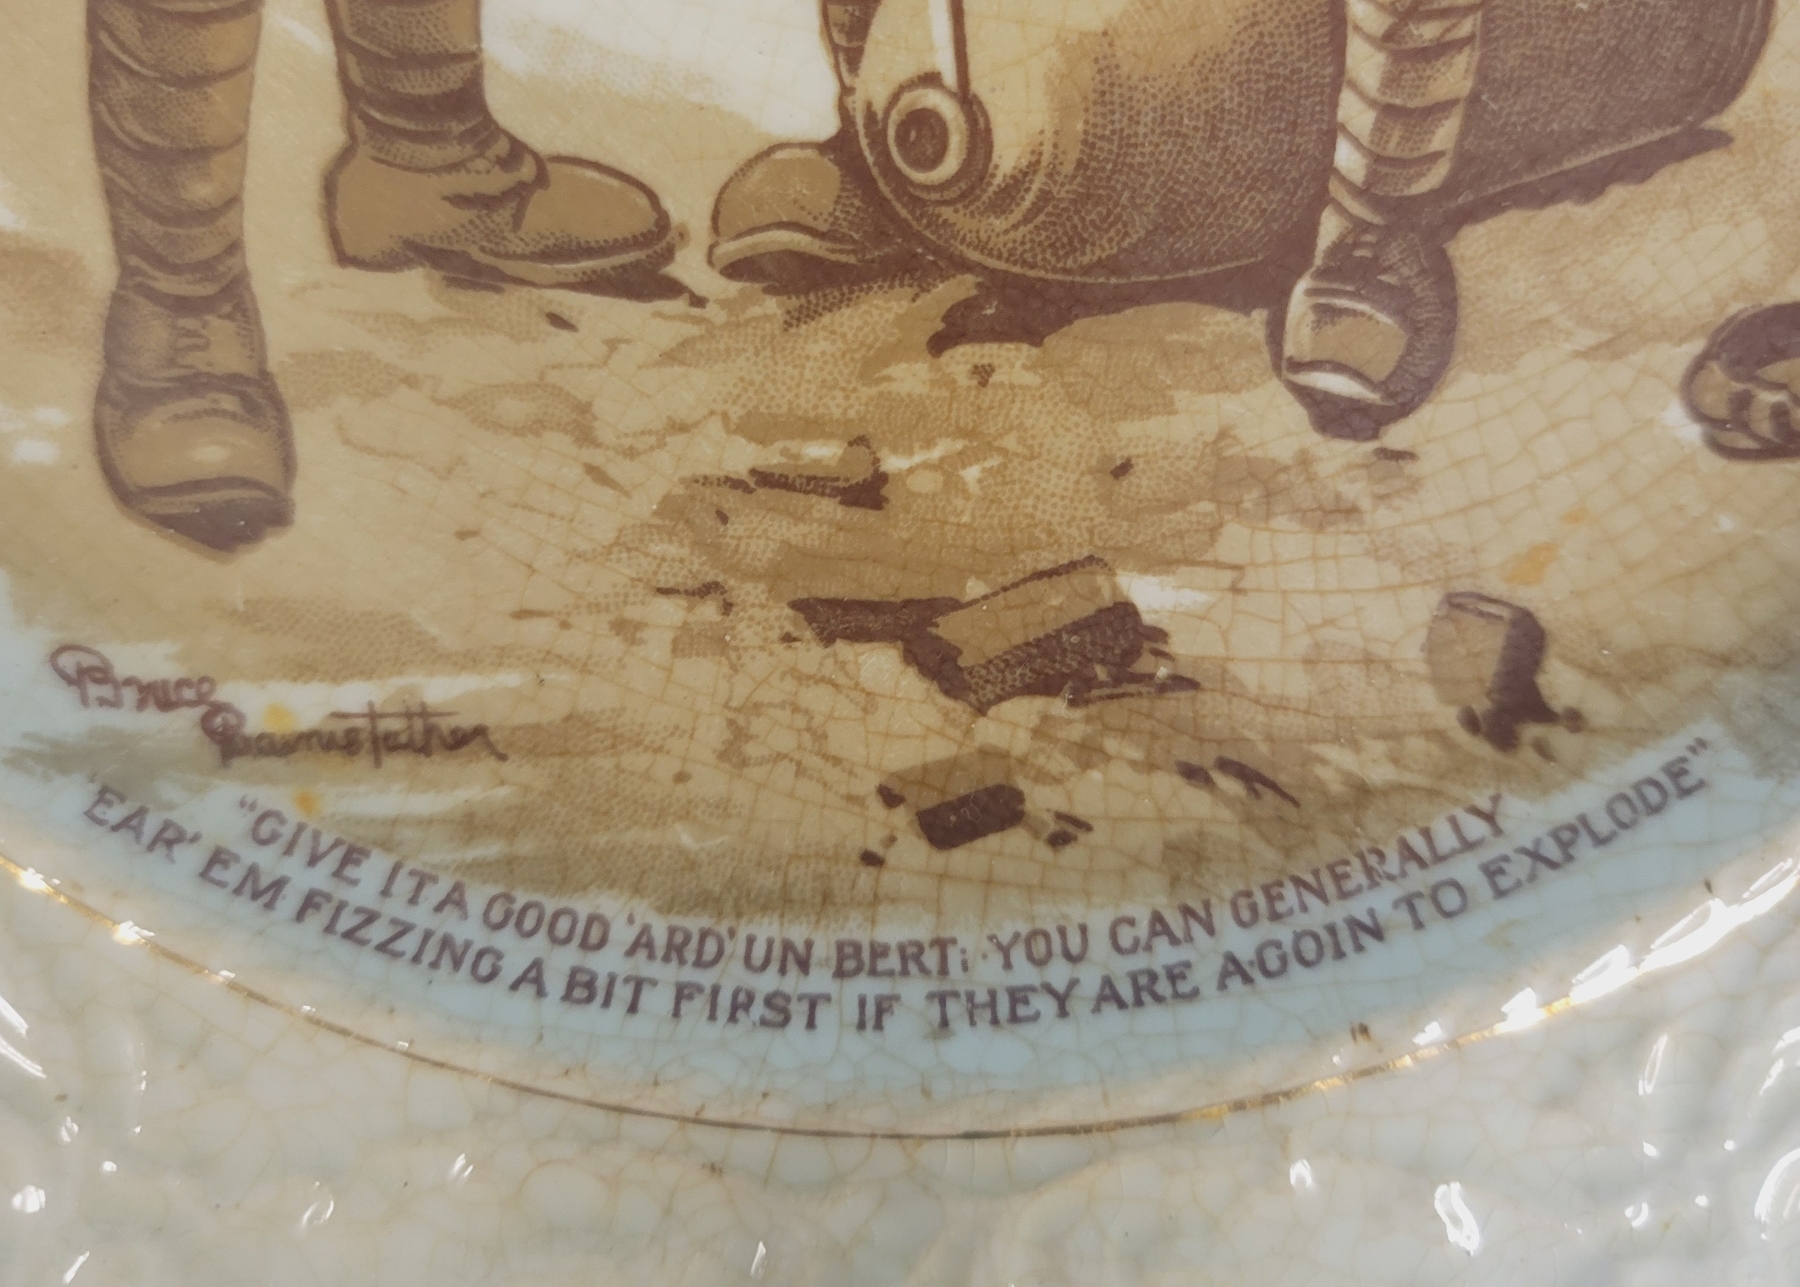 Bruce
Bairnsfather
"GIVE IT A GOOD 'ARD 'UN BERT; YOU CAN GENERALLY
'EAR' EM FIZZING A BIT FIRST IF THEY ARE A-GOIN TO EXPLODE"